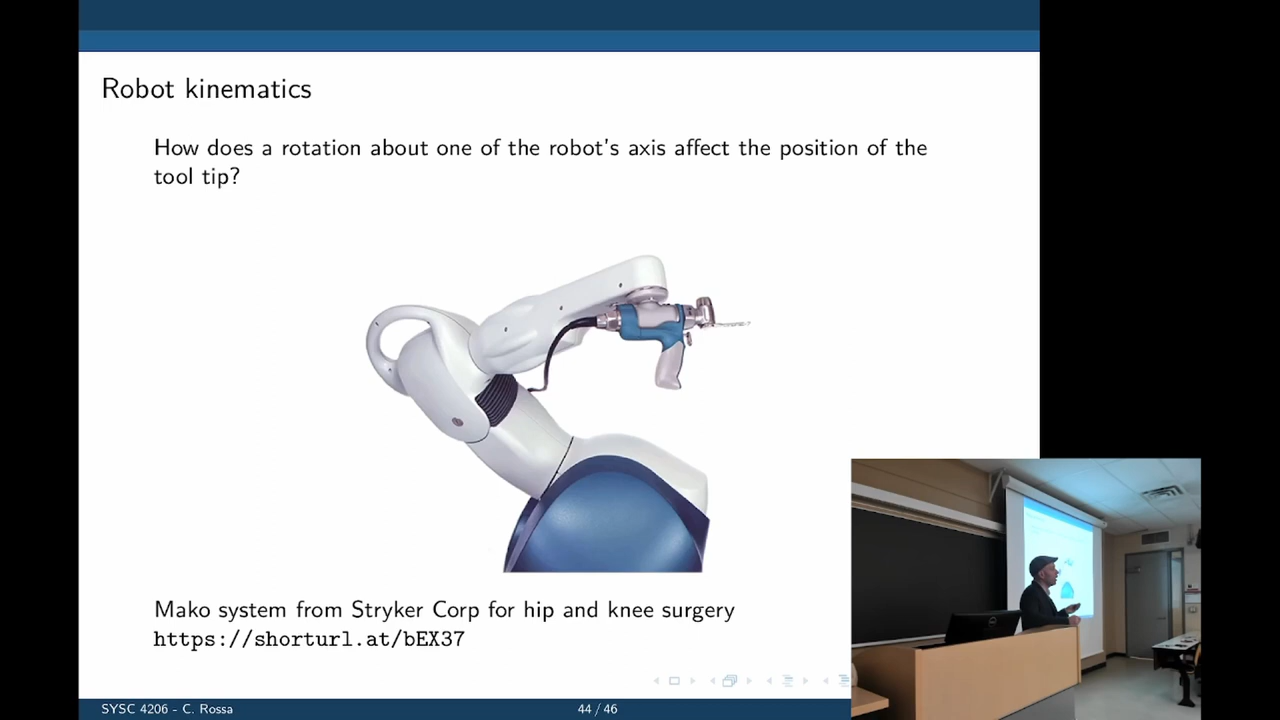 Robot kinematics
How does a rotation about one of the robot's axis affect the position of the
tool tip?
Mako system from Stryker Corp for hip and knee surgery
https://shorturl.at/bEX37
SYSC 4206 - C. Rossa
44 / 46